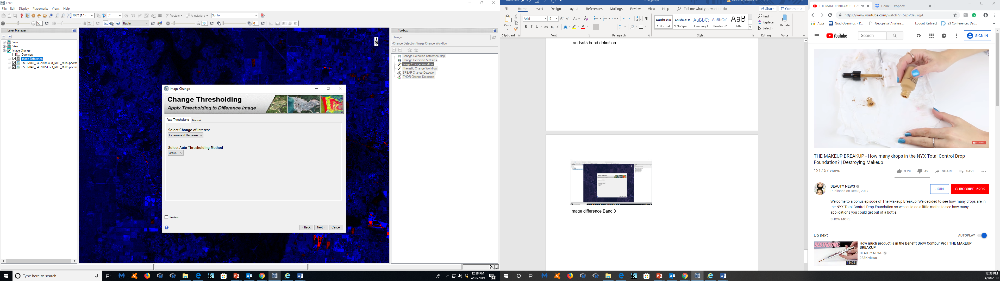 ENVI
File Edit Display Placemarks Views Help
100% (1:1) 0° Vectors Annotations Go To
50 20 Bipolar 10 0
Layer Manager
View
View
Image Change
Overview
Image Difference
L5017040_04020090408_MTL_MultiSpectra
L5017040_04020051123_MTL_MultiSpectra
N
Image Change
Change Thresholding
Apply Thresholding to Difference Image
Auto-Thresholding Manual
Select Change of Interest
Increase and Decrease
Select Auto-Thresholding Method
Otsu's
Preview
< Back Next > Cancel
Toolbox
change
/Change Detection/Image Change Workflow
Change Detection Difference Map
Change Detection Statistics
Image Change Workflow
Thematic Change Workflow
SPEAR Change Detection
THOR Change Detection
Type here to search
12:38 PM
4/18/2019
22
AutoSave Off final_project Moreno,Melissa M
File Home Insert Design Layout References Mailings Review View Help Tell me what you want to do Share Comments
Paste
Arial 12
B I U ab x₂ x²
AaBbCcDc AaBbCcDc AaBbCc AaBbCcD AaB
¶ Normal ¶ No Spac... Heading 1 Heading 2 Title
Find
Replace
Select
Dictate
Clipboard Font Paragraph Styles Editing Voice
Landsat5 band definition
Image difference Band 3
THE MAKEUP BREAKUP - Ho Home - Dropbox
https://www.youtube.com/watch?v=SzpVdavYqjA
Apps Grad Openings » D... Geospatial Analysis... Logout Redirect 23 Conferences Dat...
YouTube Search SIGN IN
Subscribe
THE MAKEUP BREAKUP - How many drops in the NYX Total Control Drop
Foundation? | Destroying Makeup
121,157 views
3.2K 42 SHARE SAVE
BEAUTY NEWS
Published on Dec 8, 2017
JOIN SUBSCRIBE 520K
Welcome to a bonus episode of The Makeup Breakup! We decided to see how many drops are in
the NYX Total Control Drop Foundation so we could do a little maths to see how many
applications you could get out of a bottle.
SHOW MORE
Up next AUTOPLAY
DESTROYING
19:07
How much product is in the Benefit Brow Contour Pro | THE MAKEUP
BREAKUP
BEAUTY NEWS
283K views
12:38 PM
4/18/2019